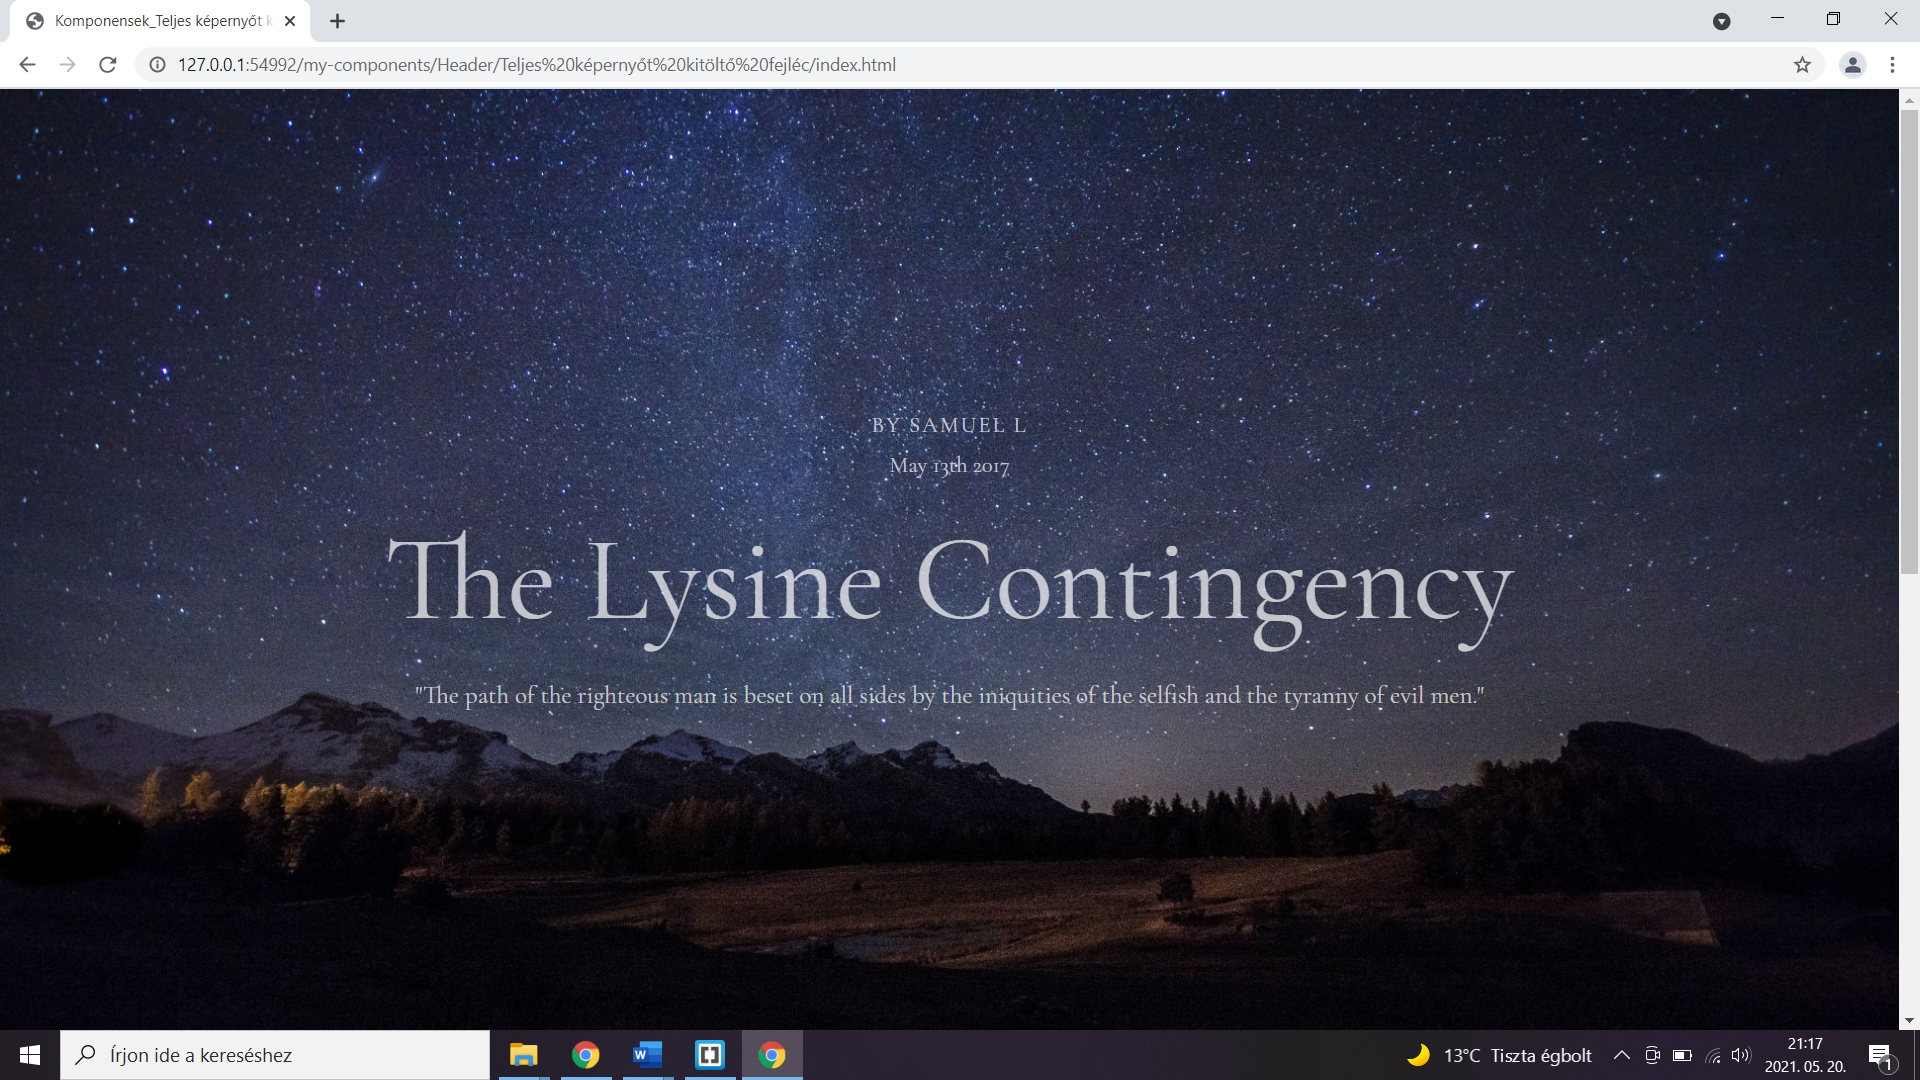 Komponensek_Teljes képernyőt k
127.0.0.1:54992/my-components/Header/Teljes%20képernyőt%20kitöltő%20fejléc/index.html
BY SAMUEL L
May 13th 2017
The Lysine Contingency
"The path of the righteous man is beset on all sides by the iniquities of the selfish and the tyranny of evil men."
Írjon ide a kereséshez
W
13°C Tiszta égbolt
21:17
2021. 05. 20.
1